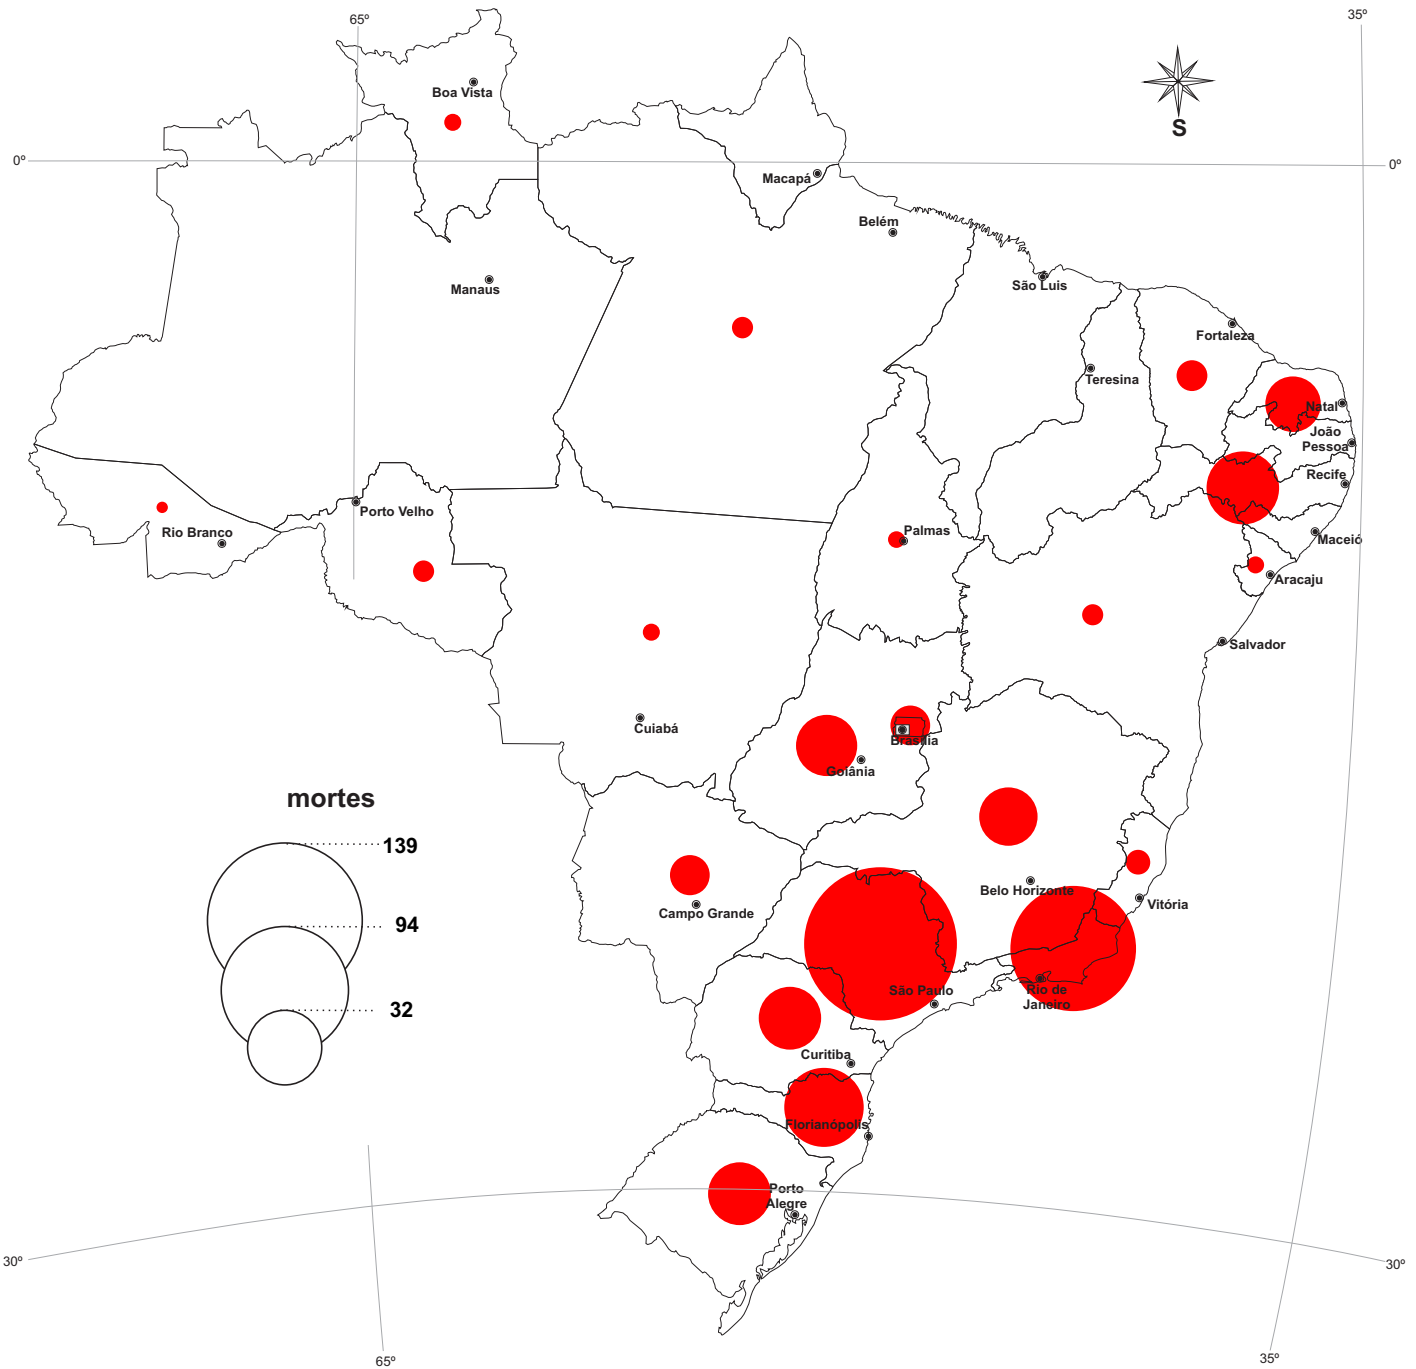 65º
35º
Boa Vista
S
0º
0º
Macapá
Belém
Manaus
São Luis
Fortaleza
Teresina
Natal
João
Pessoa
Recife
Porto Velho
Rio Branco
Palmas
Maceió
Aracaju
Salvador
Cuiabá
Brasília
Goiânia
mortes
139
94
32
Belo Horizonte
Campo Grande
Vitória
São Paulo
Rio de
Janeiro
Curitiba
Florianópolis
Porto
Alegre
30º
30º
65º
35º